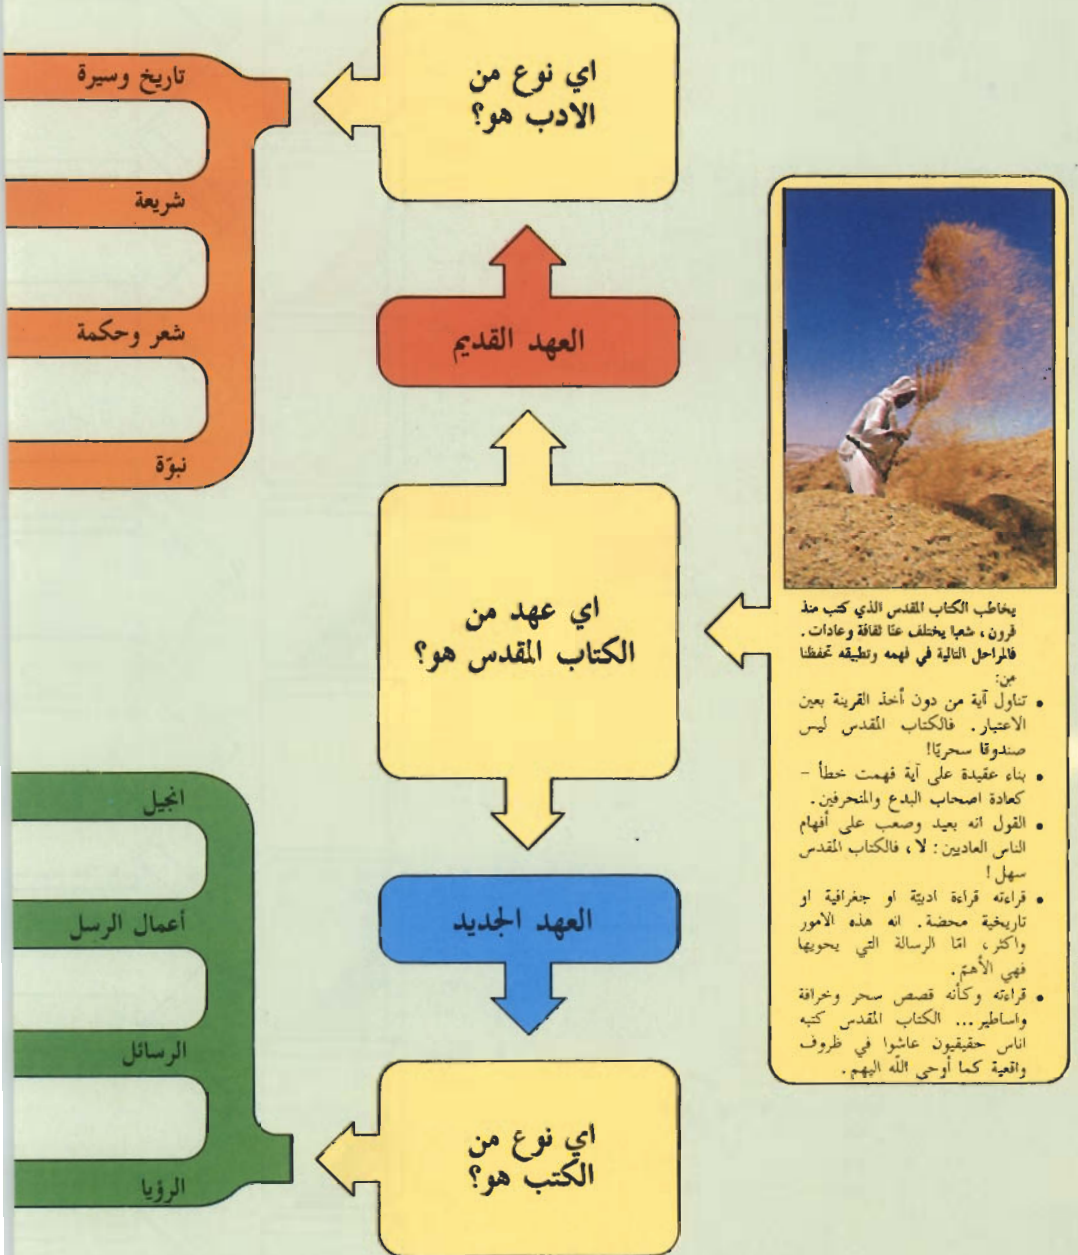 يخاطب الكتاب المقدس الذي كتب منذ
قرون ، شعبا يختلف عنّا ثقافة وعادات .
فالمراحل التالية في فهمه وتطبيقه تحفظنا
من:
• تناول آية من دون أخذ القرينة بعين
الاعتبار . فالكتاب المقدس ليس
صندوقا سحريّا!
• بناء عقيدة على آية فهمت خطأ –
كعادة اصحاب البدع والمنحرفين .
• القول انه بعيد وصعب على أفهام
الناس العاديين : لا ، فالكتاب المقدس
سهل !
• قراءته قراءة ادبيّة او جغرافية او
تاريخية محضة . انه هذه الامور
واكثر ، امّا الرسالة التي يحويها
فهي الأهمّ .
• قراءته وكأنه قصص سحر وخرافة
واساطير ... الكتاب المقدس كتبه
اناس حقيقيون عاشوا في ظروف
واقعية كما أوحى اللّه اليهم .
اي عهد من
الكتاب المقدس هو؟
العهد القديم
اي نوع من
الادب هو؟
تاريخ وسيرة
شريعة
شعر وحكمة
نبوّة
العهد الجديد
اي نوع من
الكتب هو؟
انجيل
أعمال الرسل
الرسائل
الرؤيا